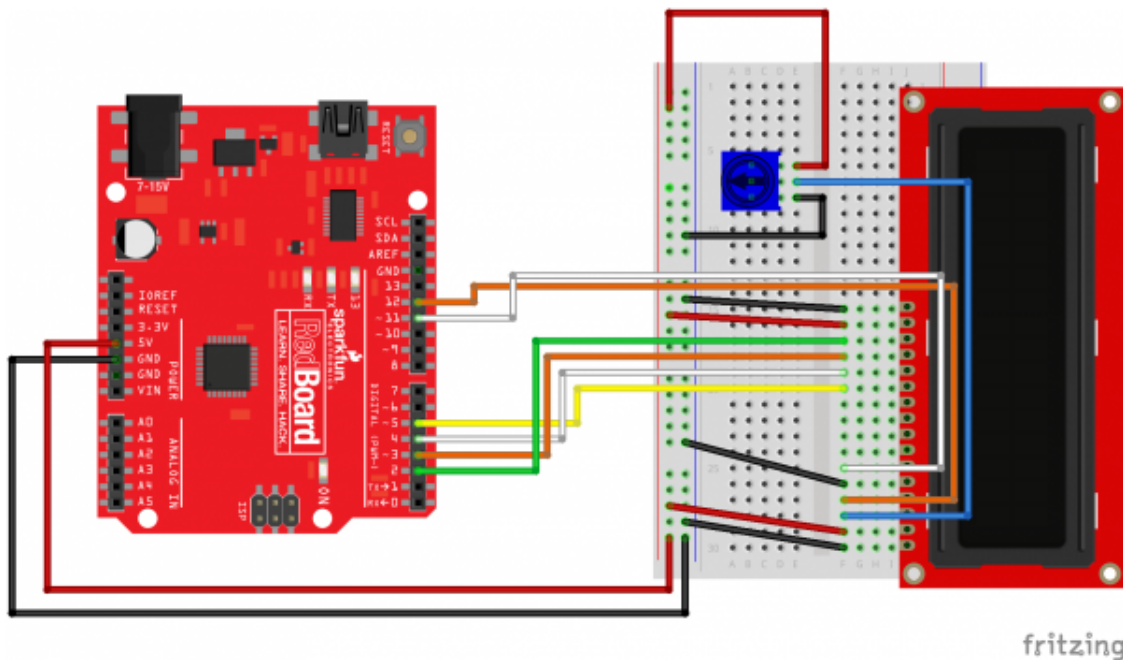 A B C D E F G H I J
1
5
10
25
30
A B C D E F G H I
7-15V
RESET
SCL
SDA
AREF
GND
13
12
~11
~10
~9
8
7
~6
~5
4
~3
2
TX→1
RX←0
DIGITAL (PWM~)
RX
TX
13
IOREF
RESET
3.3V
5V
GND
GND
VIN
POWER
A0
A1
A2
A3
A4
A5
ANALOG IN
sparkfun
ELECTRONICS
RedBoard
LEARN. SHARE. HACK.
ISP
ON
fritzing